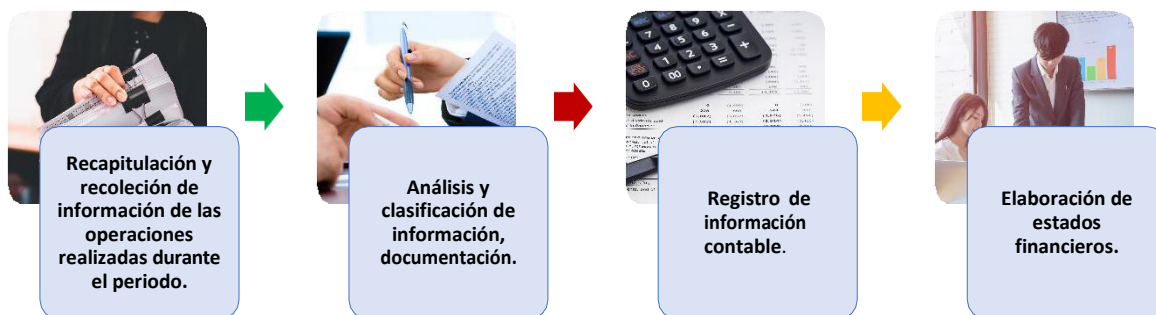 Recapitulación y
recoleción de
información de las
operaciones
realizadas durante
el periodo.
Análisis y
clasificación de
información,
documentación.
Registro de
información
contable.
Elaboración de
estados
financieros.